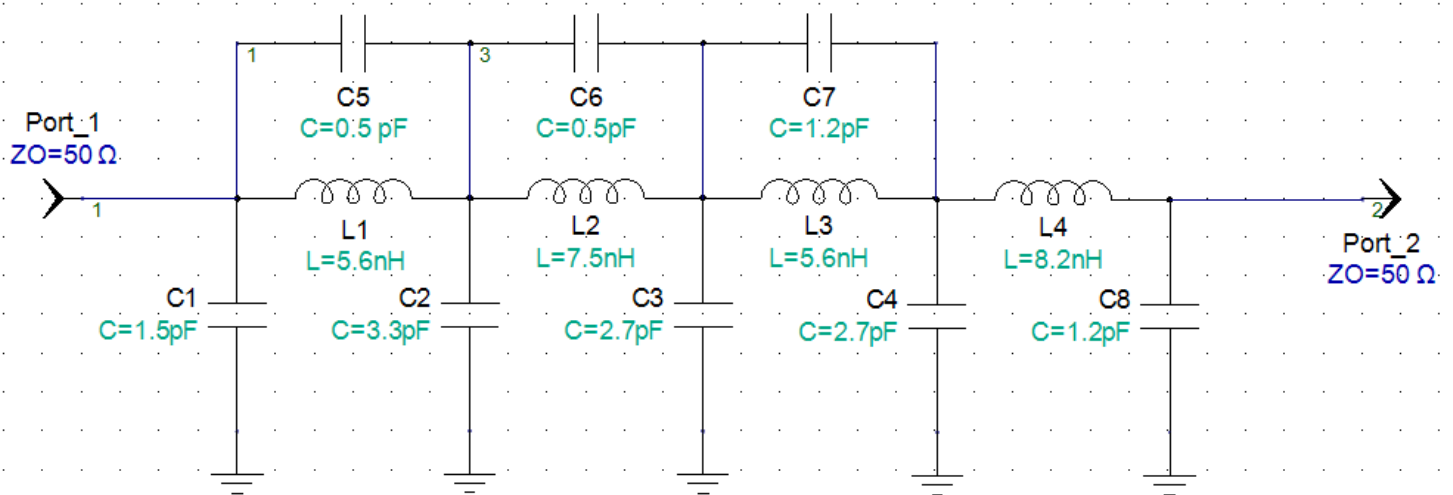 1
3
C5
C=0.5 pF
C6
C=0.5pF
C7
C=1.2pF
Port_1
ZO=50 Ω
1
L1
L=5.6nH
L2
L=7.5nH
L3
L=5.6nH
L4
L=8.2nH
2
Port_2
ZO=50 Ω
C1
C=1.5pF
C2
C=3.3pF
C3
C=2.7pF
C4
C=2.7pF
C8
C=1.2pF